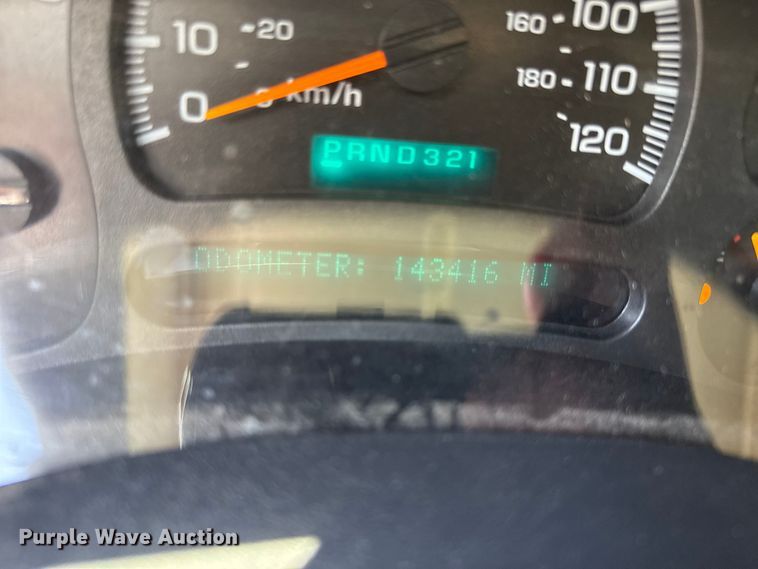 100
10 20 160
110
180
0 km/h
120
PRND321
ODOMETER: 143416 MI
Purple Wave Auction